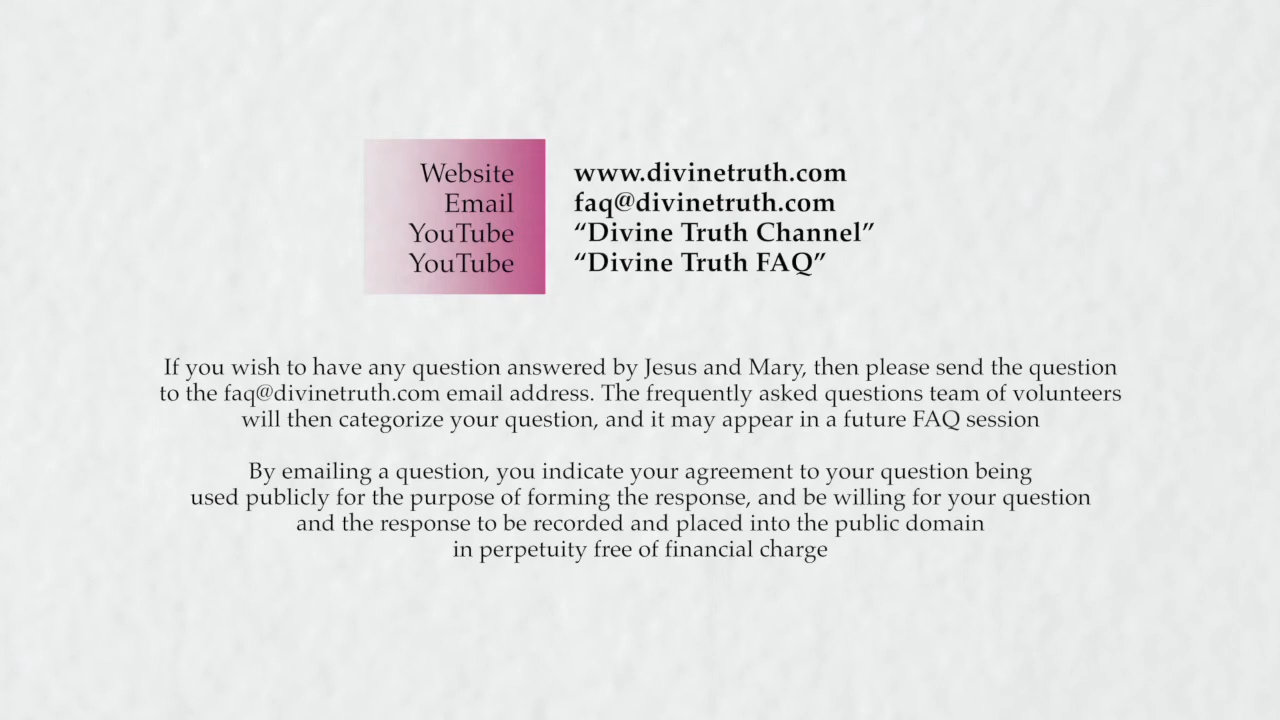 Website www.divinetruth.com
Email faq@divinetruth.com
YouTube “Divine Truth Channel”
YouTube “Divine Truth FAQ”
If you wish to have any question answered by Jesus and Mary, then please send the question
to the faq@divinetruth.com email address. The frequently asked questions team of volunteers
will then categorize your question, and it may appear in a future FAQ session
By emailing a question, you indicate your agreement to your question being
used publicly for the purpose of forming the response, and be willing for your question
and the response to be recorded and placed into the public domain
in perpetuity free of financial charge